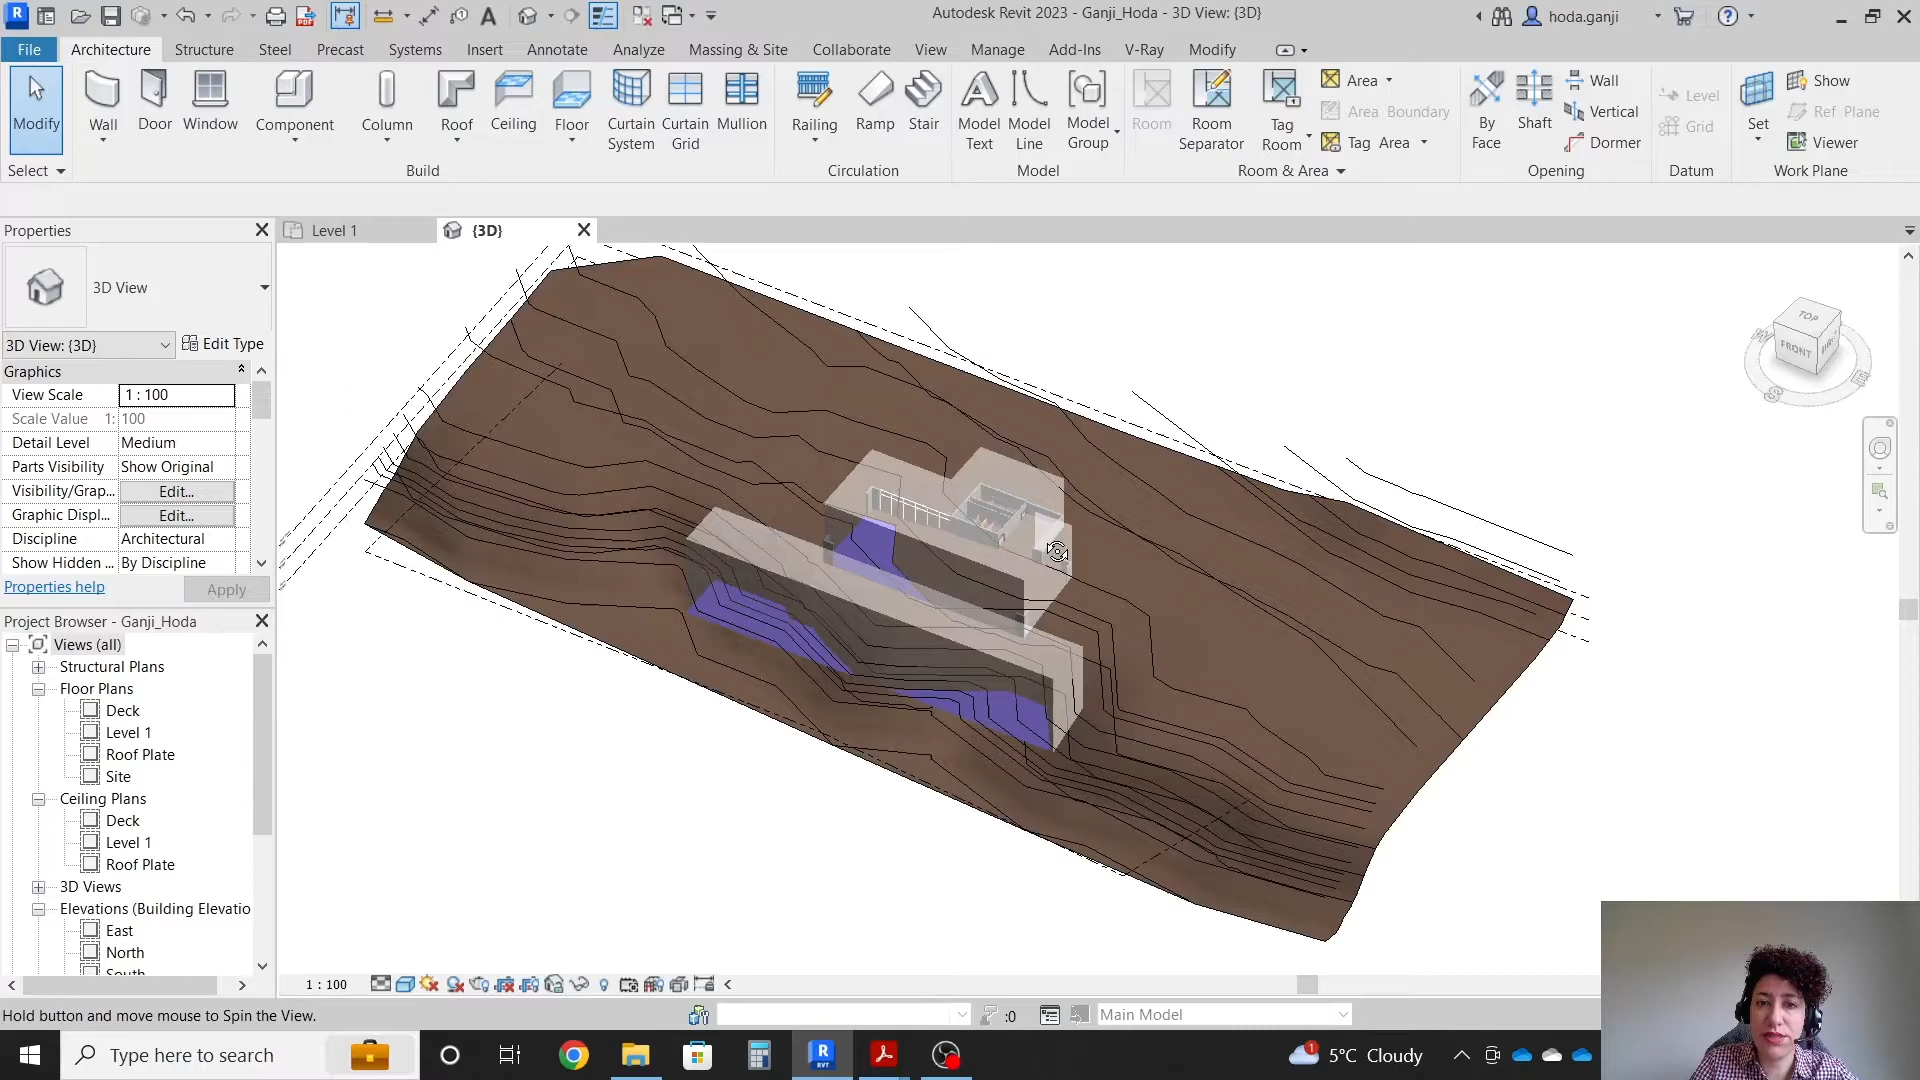 Autodesk Revit 2023 - Ganji_Hoda - 3D View: {3D}
hoda.ganji
File Architecture Structure Steel Precast Systems Insert Annotate Analyze Massing & Site Collaborate View Manage Add-Ins V-Ray Modify
Modify
Wall
Door
Window
Component
Column
Roof
Ceiling
Floor
Curtain System
Curtain Grid
Mullion
Railing
Ramp
Stair
Model Text
Model Line
Model Group
Room
Room Separator
Tag Room
Area
Area Boundary
Tag Area
By Face
Shaft
Wall
Vertical
Dormer
Level
Grid
Set
Show
Ref Plane
Viewer
Select
Build
Circulation
Model
Room & Area
Opening
Datum
Work Plane
Properties
Level 1
{3D}
3D View
3D View: {3D}
Edit Type
Graphics
View Scale 1 : 100
Scale Value 1: 100
Detail Level Medium
Parts Visibility Show Original
Visibility/Grap... Edit...
Graphic Displ... Edit...
Discipline Architectural
Show Hidden ... By Discipline
Properties help
Apply
Project Browser - Ganji_Hoda
Views (all)
Structural Plans
Floor Plans
Deck
Level 1
Roof Plate
Site
Ceiling Plans
Deck
Level 1
Roof Plate
3D Views
Elevations (Building Elevatio
East
North
South
TOP
FRONT
W
S
E
1 : 100
Hold button and move mouse to Spin the View.
:0
Main Model
Type here to search
R
RVT
1
5°C Cloudy